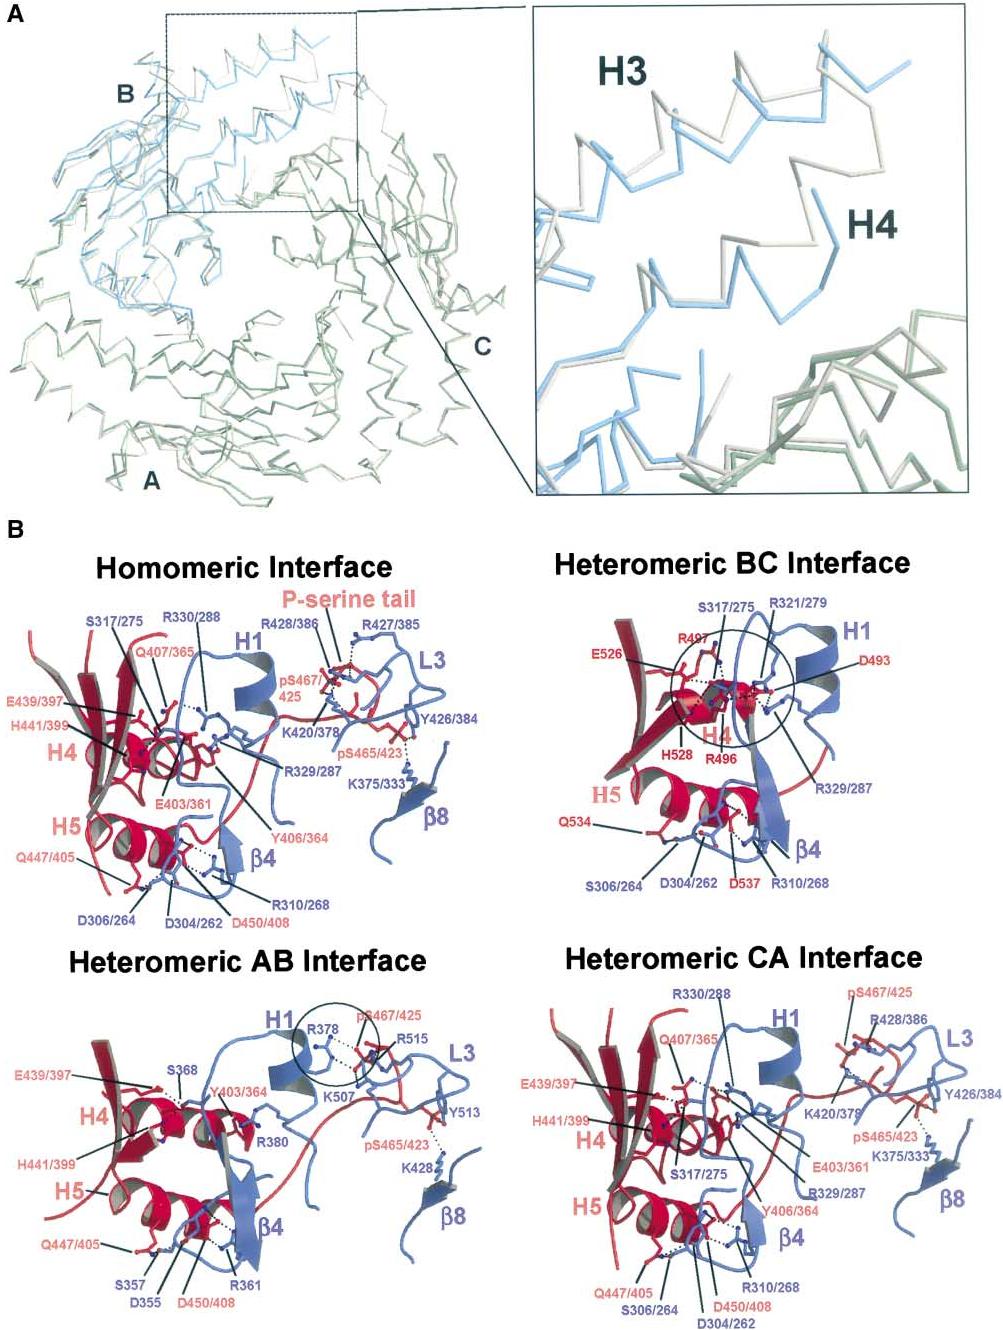 A
B
H3
H4
C
A
B
Homomeric Interface
P-serine tail
S317/275
R330/288
R428/386
R427/385
Q407/365
H1
L3
pS467/
425
E439/397
H441/399
K420/378
Y426/384
H4
pS465/423
R329/287
K375/333
E403/361
β8
H5
Y406/364
Q447/405
β4
R310/268
D306/264
D304/262
D450/408
Heteromeric BC Interface
S317/275
R321/279
R497
H1
E526
D493
H4
H528
R496
R329/287
H5
Q534
β4
S306/264
D304/262
D537
R310/268
Heteromeric AB Interface
H1
R378
pS467/425
R515
L3
E439/397
S368
Y403/364
K507
Y513
H4
R380
pS465/423
H441/399
K428
H5
β4
β8
Q447/405
S357
R361
D355
D450/408
Heteromeric CA Interface
R330/288
pS467/425
H1
R428/386
Q407/365
L3
E439/397
Y426/384
H441/399
K420/378
H4
pS465/423
K375/333
S317/275
E403/361
R329/287
H5
Y406/364
β8
β4
Q447/405
R310/268
S306/264
D450/408
D304/262